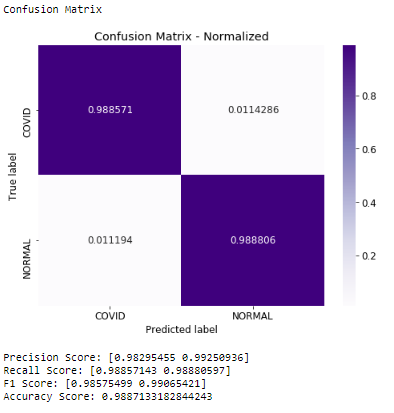 Confusion Matrix
Confusion Matrix - Normalized
COVID
0.988571
0.0114286
0.8
0.6
True label
NORMAL
0.011194
0.988806
0.4
0.2
COVID
NORMAL
Predicted label
Precision Score: [0.98295455 0.99250936]
Recall Score: [0.98857143 0.98880597]
F1 Score: [0.98575499 0.99065421]
Accuracy Score: 0.9887133182844243